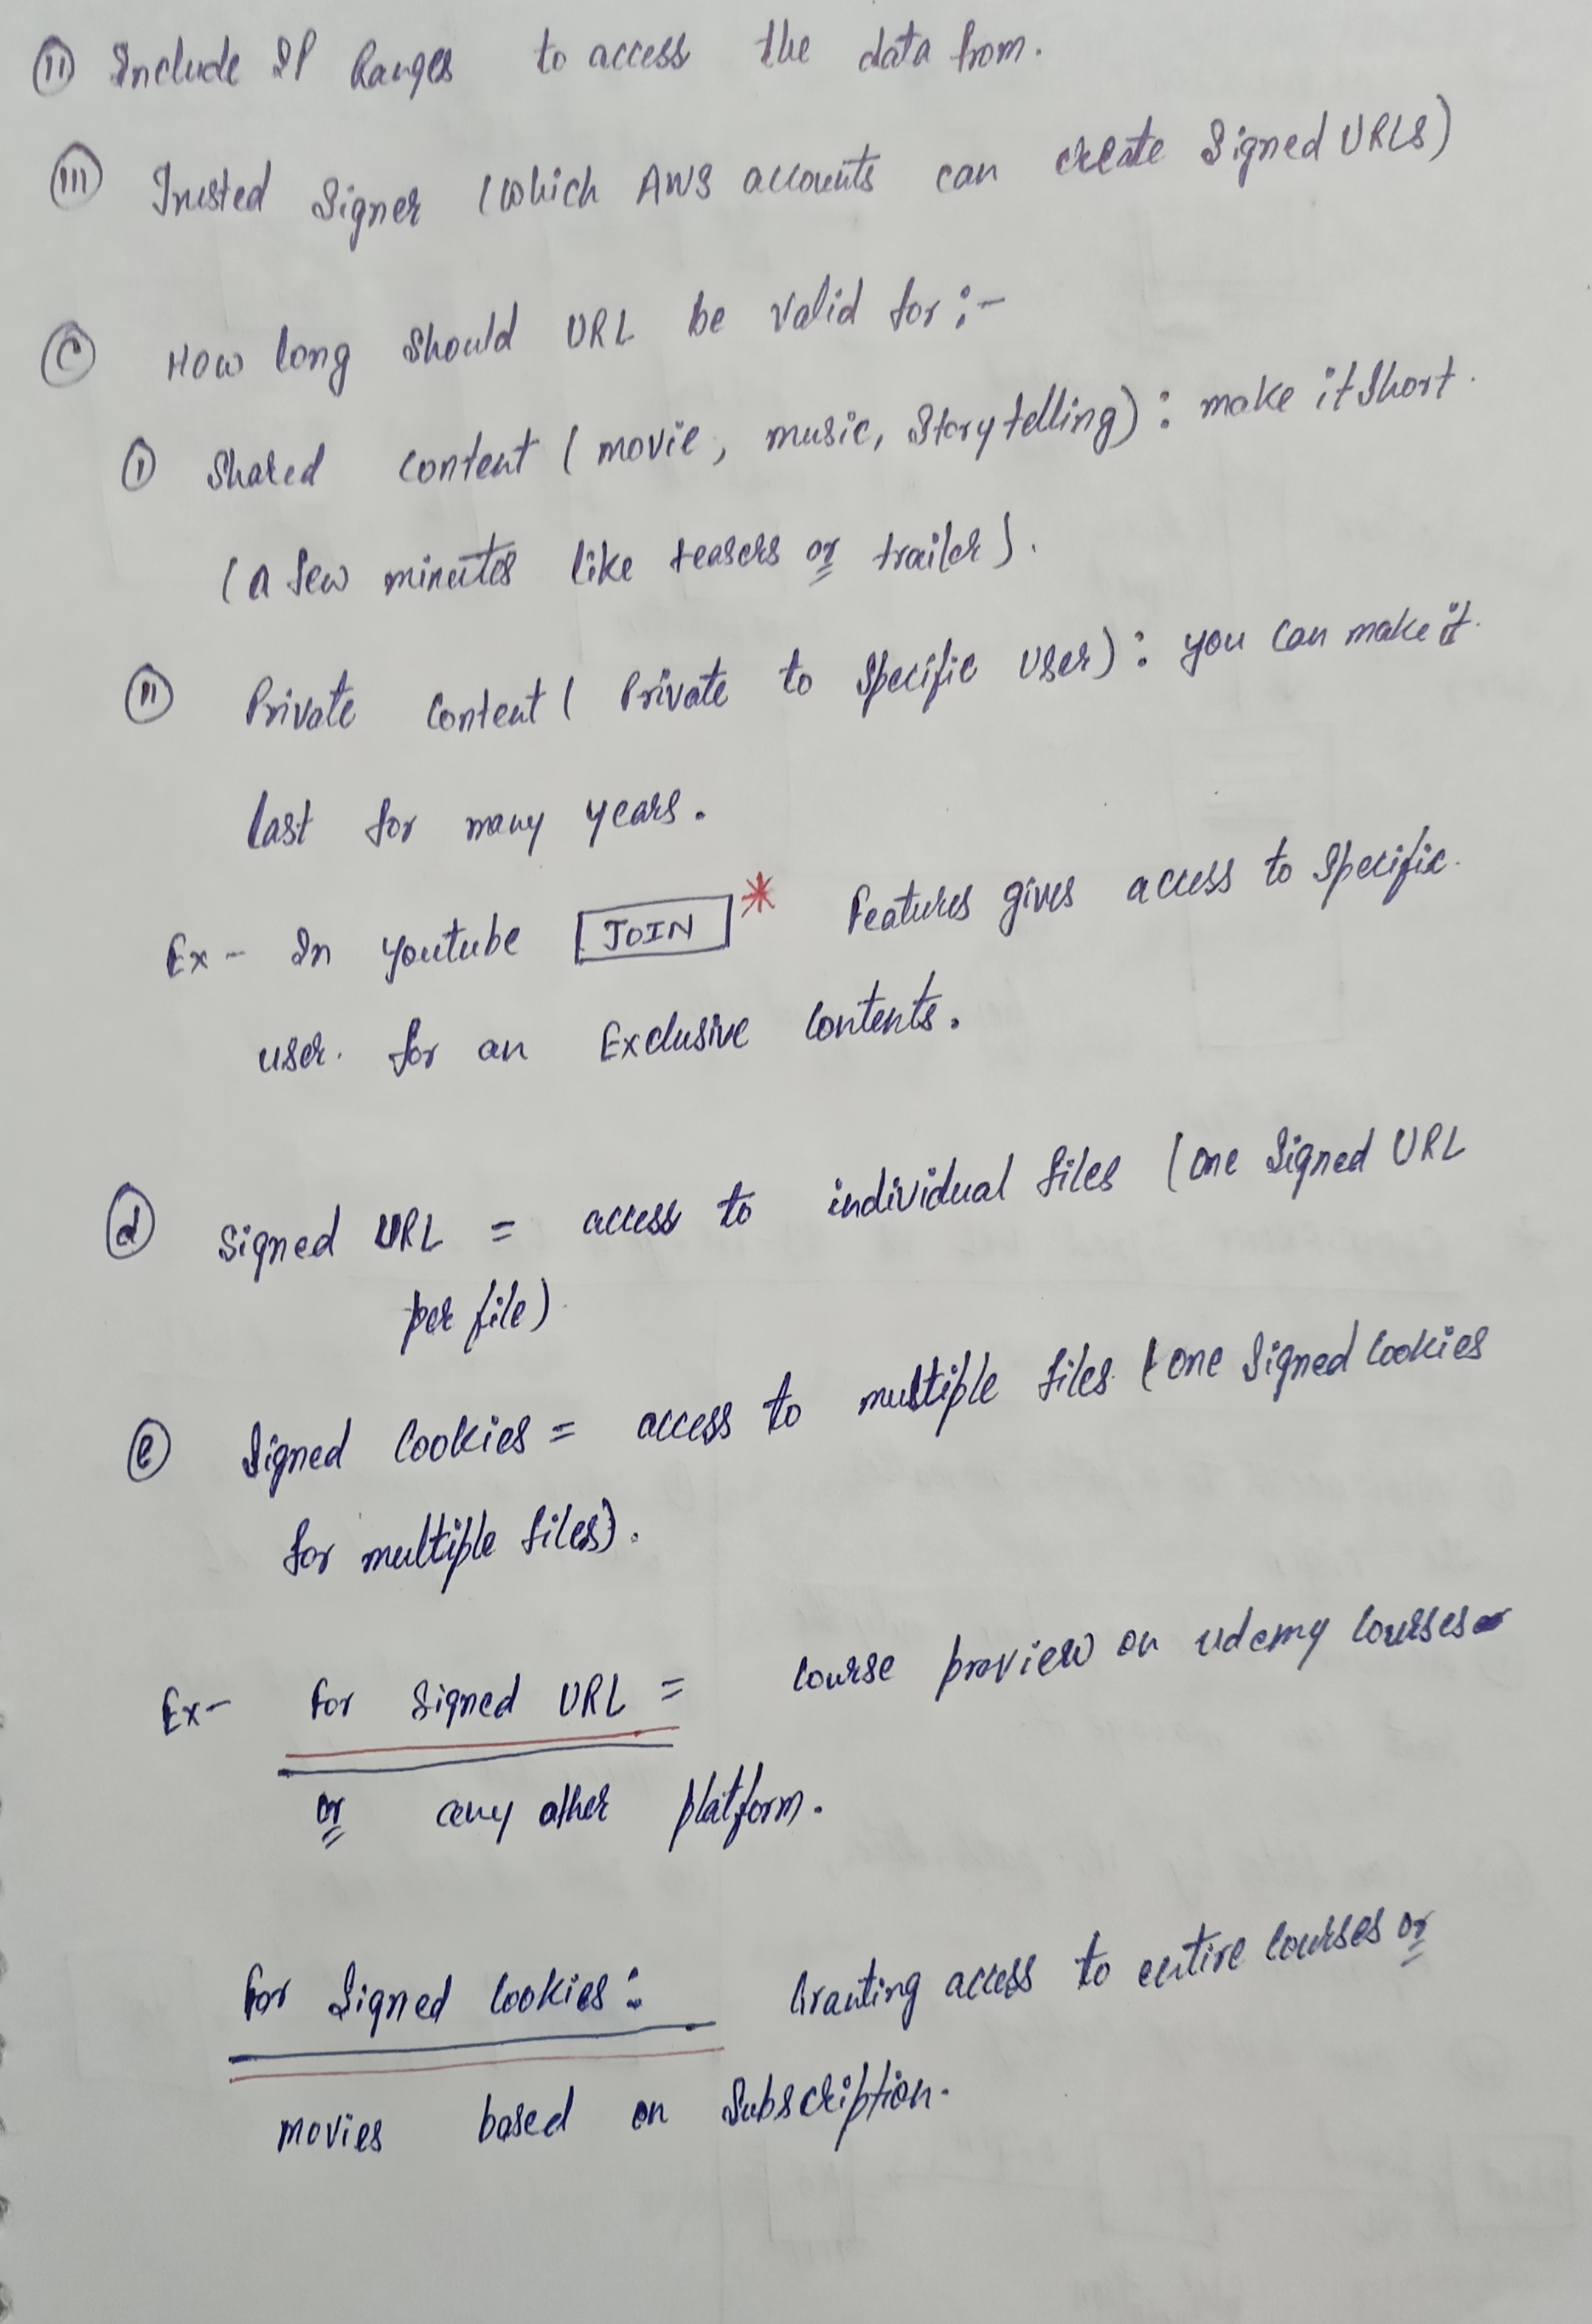 (ii) Include IP Ranges to access the data from.
(iii) Trusted Signer (which AWS accounts can create Signed URLs)
(c) How long should URL be valid for :-
(i) Shared content (movie, music, Storytelling) : make it short.
(a few minutes like teasers or trailer).
(ii) Private Content (Private to Specific user) : you can make it.
last for many years.
Ex - In youtube JOIN * features gives access to specific.
user. for an Exclusive Contents.
(d) Signed URL = access to individual files (one Signed URL
per file)
(e) Signed Cookies = access to multiple files (one Signed Cookies
for multiple files).
Ex - For Signed URL = course preview on udemy courses
or any other platform.
For Signed Cookies : Granting access to entire courses or
movies based on Subscription.